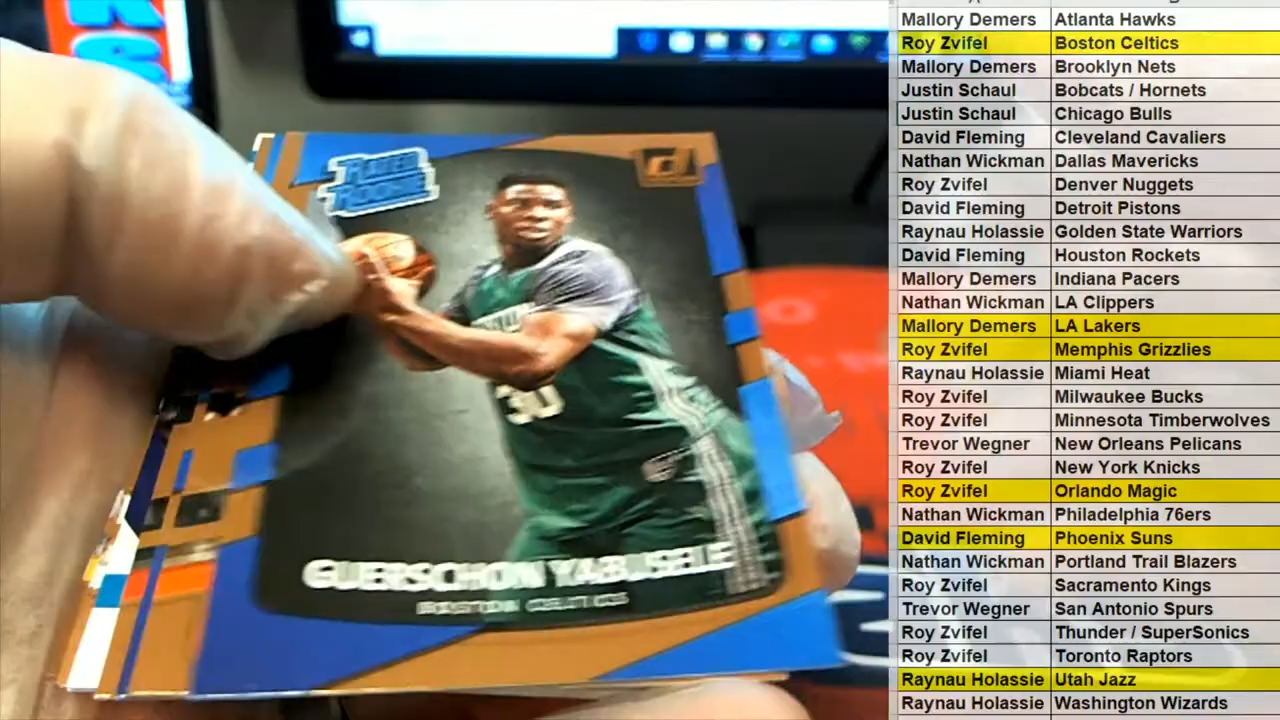 RATED
ROOKIE
30
GUERSCHON YABUSELE
BOSTON CELTICS
Mallory Demers Atlanta Hawks
Roy Zvifel Boston Celtics
Mallory Demers Brooklyn Nets
Justin Schaul Bobcats / Hornets
Justin Schaul Chicago Bulls
David Fleming Cleveland Cavaliers
Nathan Wickman Dallas Mavericks
Roy Zvifel Denver Nuggets
David Fleming Detroit Pistons
Raynau Holassie Golden State Warriors
David Fleming Houston Rockets
Mallory Demers Indiana Pacers
Nathan Wickman LA Clippers
Mallory Demers LA Lakers
Roy Zvifel Memphis Grizzlies
Raynau Holassie Miami Heat
Roy Zvifel Milwaukee Bucks
Roy Zvifel Minnesota Timberwolves
Trevor Wegner New Orleans Pelicans
Roy Zvifel New York Knicks
Roy Zvifel Orlando Magic
Nathan Wickman Philadelphia 76ers
David Fleming Phoenix Suns
Nathan Wickman Portland Trail Blazers
Roy Zvifel Sacramento Kings
Trevor Wegner San Antonio Spurs
Roy Zvifel Thunder / SuperSonics
Roy Zvifel Toronto Raptors
Raynau Holassie Utah Jazz
Raynau Holassie Washington Wizards